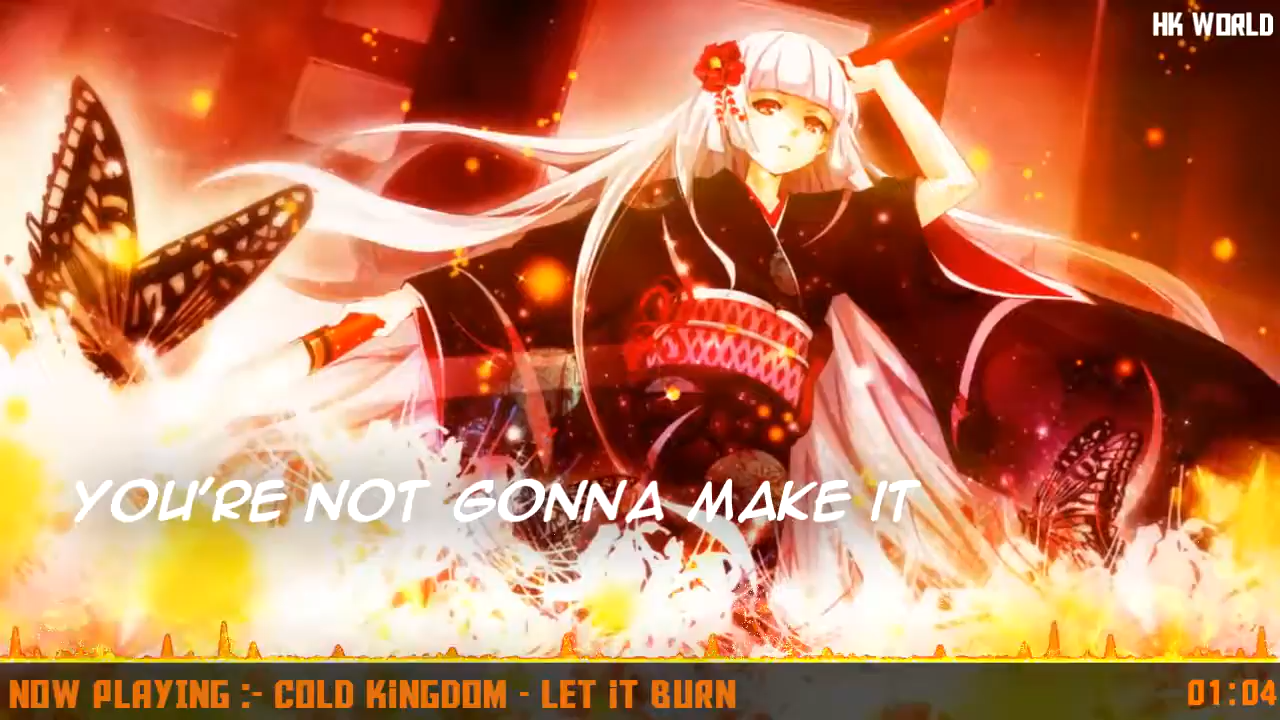 HK WORLD
YOU'RE NOT GONNA MAKE IT
NOW PLAYING :- COLD KINGDOM - LET IT BURN
01:04